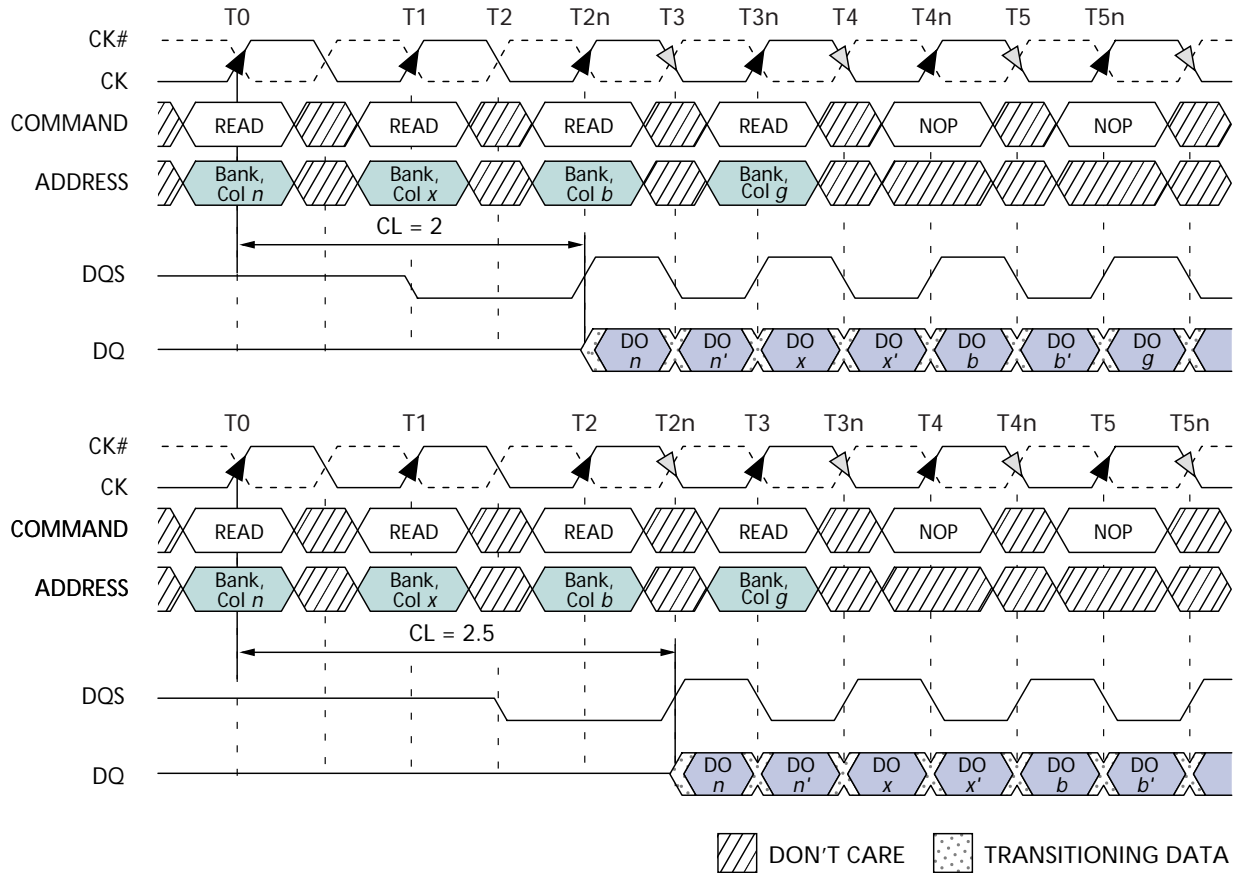 T0 T1 T2 T2n T3 T3n T4 T4n T5 T5n
CK#
CK
COMMAND READ READ READ READ NOP NOP
ADDRESS Bank, Col n Bank, Col x Bank, Col b Bank, Col g
CL = 2
DQS
DQ DO n DO n' DO x DO x' DO b DO b' DO g
T0 T1 T2 T2n T3 T3n T4 T4n T5 T5n
CK#
CK
COMMAND READ READ READ READ NOP NOP
ADDRESS Bank, Col n Bank, Col x Bank, Col b Bank, Col g
CL = 2.5
DQS
DQ DO n DO n' DO x DO x' DO b DO b'
DON'T CARE TRANSITIONING DATA